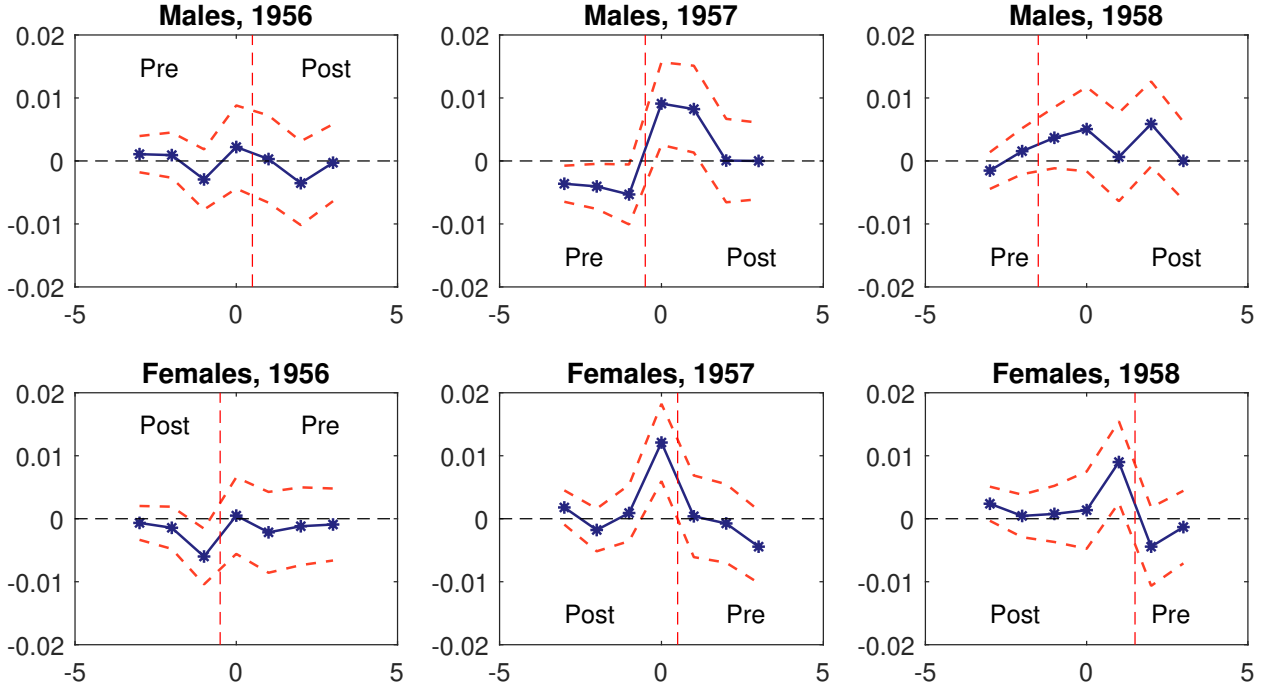 Males, 1956
0.02
0.01
0
-0.01
-0.02
Pre
Post
-5
0
5
Males, 1957
0.02
0.01
0
-0.01
-0.02
Pre
Post
-5
0
5
Males, 1958
0.02
0.01
0
-0.01
-0.02
Pre
Post
-5
0
5
Females, 1956
0.02
0.01
0
-0.01
-0.02
Post
Pre
-5
0
5
Females, 1957
0.02
0.01
0
-0.01
-0.02
Post
Pre
-5
0
5
Females, 1958
0.02
0.01
0
-0.01
-0.02
Post
Pre
-5
0
5